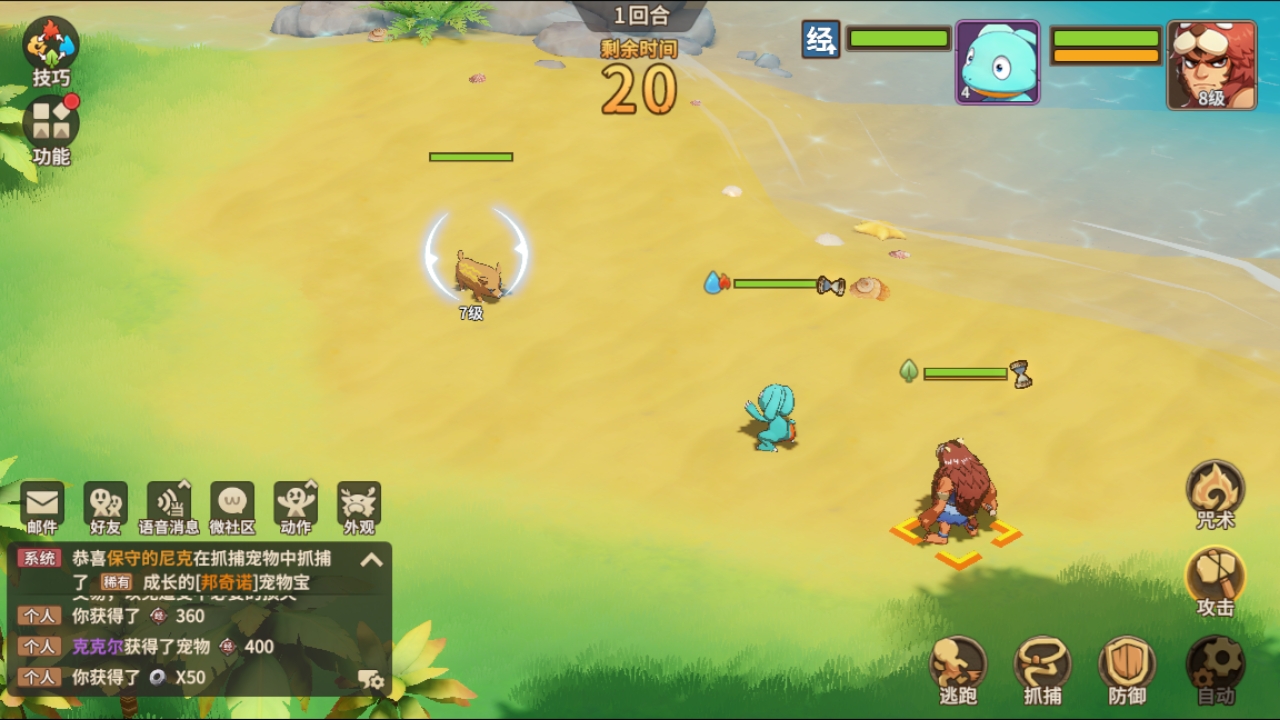 1回合
剩余时间
20
技巧
功能
经
4
8级
7级
邮件
好友
语音消息
微社区
动作
外观
系统 恭喜保守的尼克在抓捕宠物中抓捕
了 稀有 成长的[邦奇诺]宠物宝
个人 你获得了 经 360
个人 克克尔获得了宠物 经 400
个人 你获得了 X50
咒术
攻击
逃跑
抓捕
防御
自动